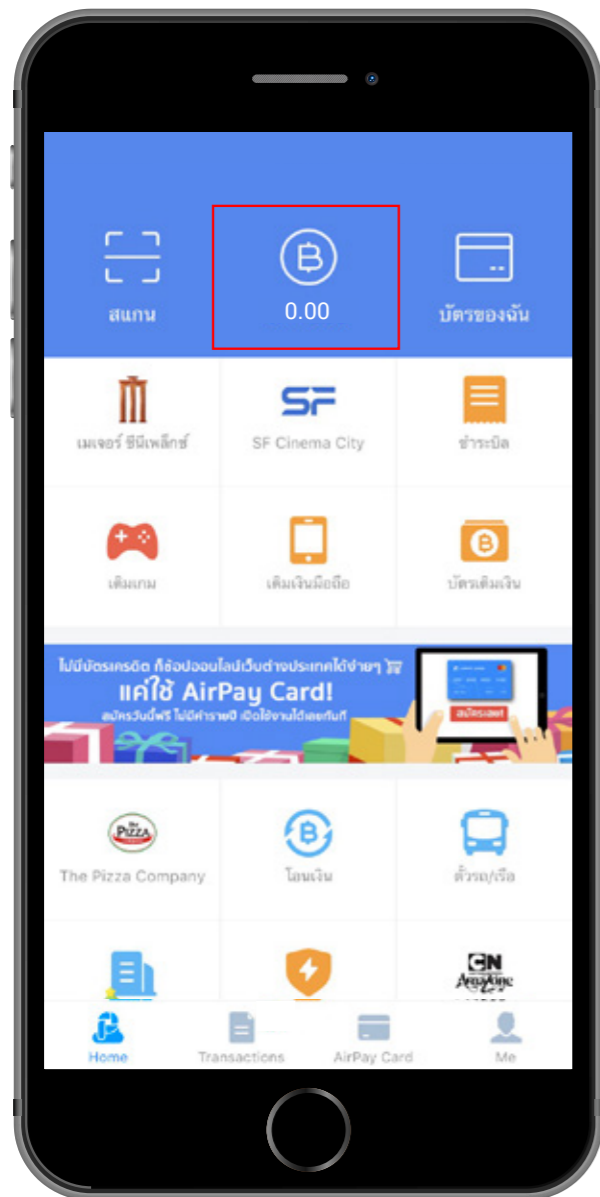 สแกน
0.00
บัตรของฉัน
เมเจอร์ ซีนีเพล็กซ์
SF
SF Cinema City
ชำระบิล
เติมเกม
เติมเงินมือถือ
บัตรเติมเงิน
ไม่มีบัตรเครดิต ก็ช้อปออนไลน์เว็บต่างประเทศได้ง่ายๆ
แค่ใช้ AirPay Card!
สมัครวันนี้ฟรี ไม่มีค่ารายปี เปิดใช้งานได้เลยทันที
สมัครเลย!
The Pizza
The Pizza Company
โอนเงิน
ตั๋วรถ/เรือ
CN
Amazone
Home
Transactions
AirPay Card
Me